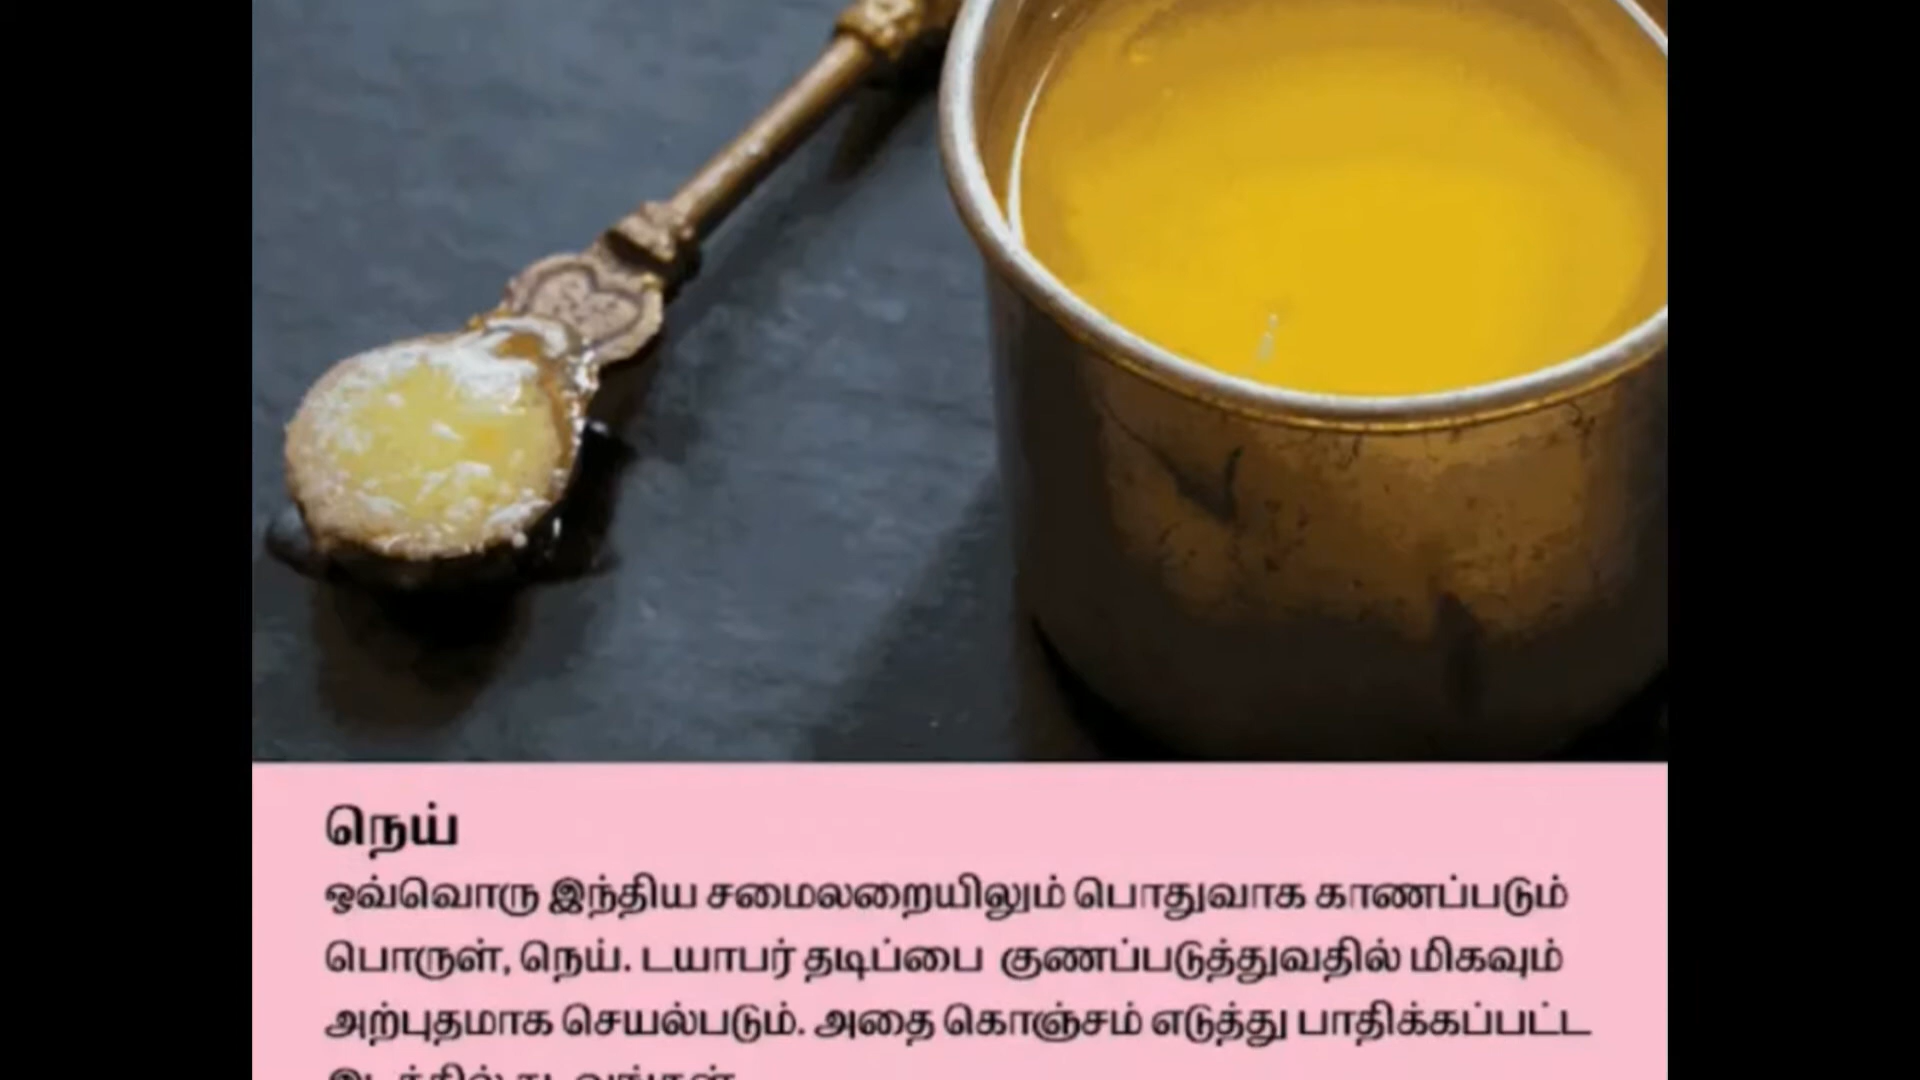 நெய்
ஒவ்வொரு இந்திய சமைலறையிலும் பொதுவாக காணப்படும்
பொருள், நெய். டயாபர் தடிப்பை குணப்படுத்துவதில் மிகவும்
அற்புதமாக செயல்படும். அதை கொஞ்சம் எடுத்து பாதிக்கப்பட்ட